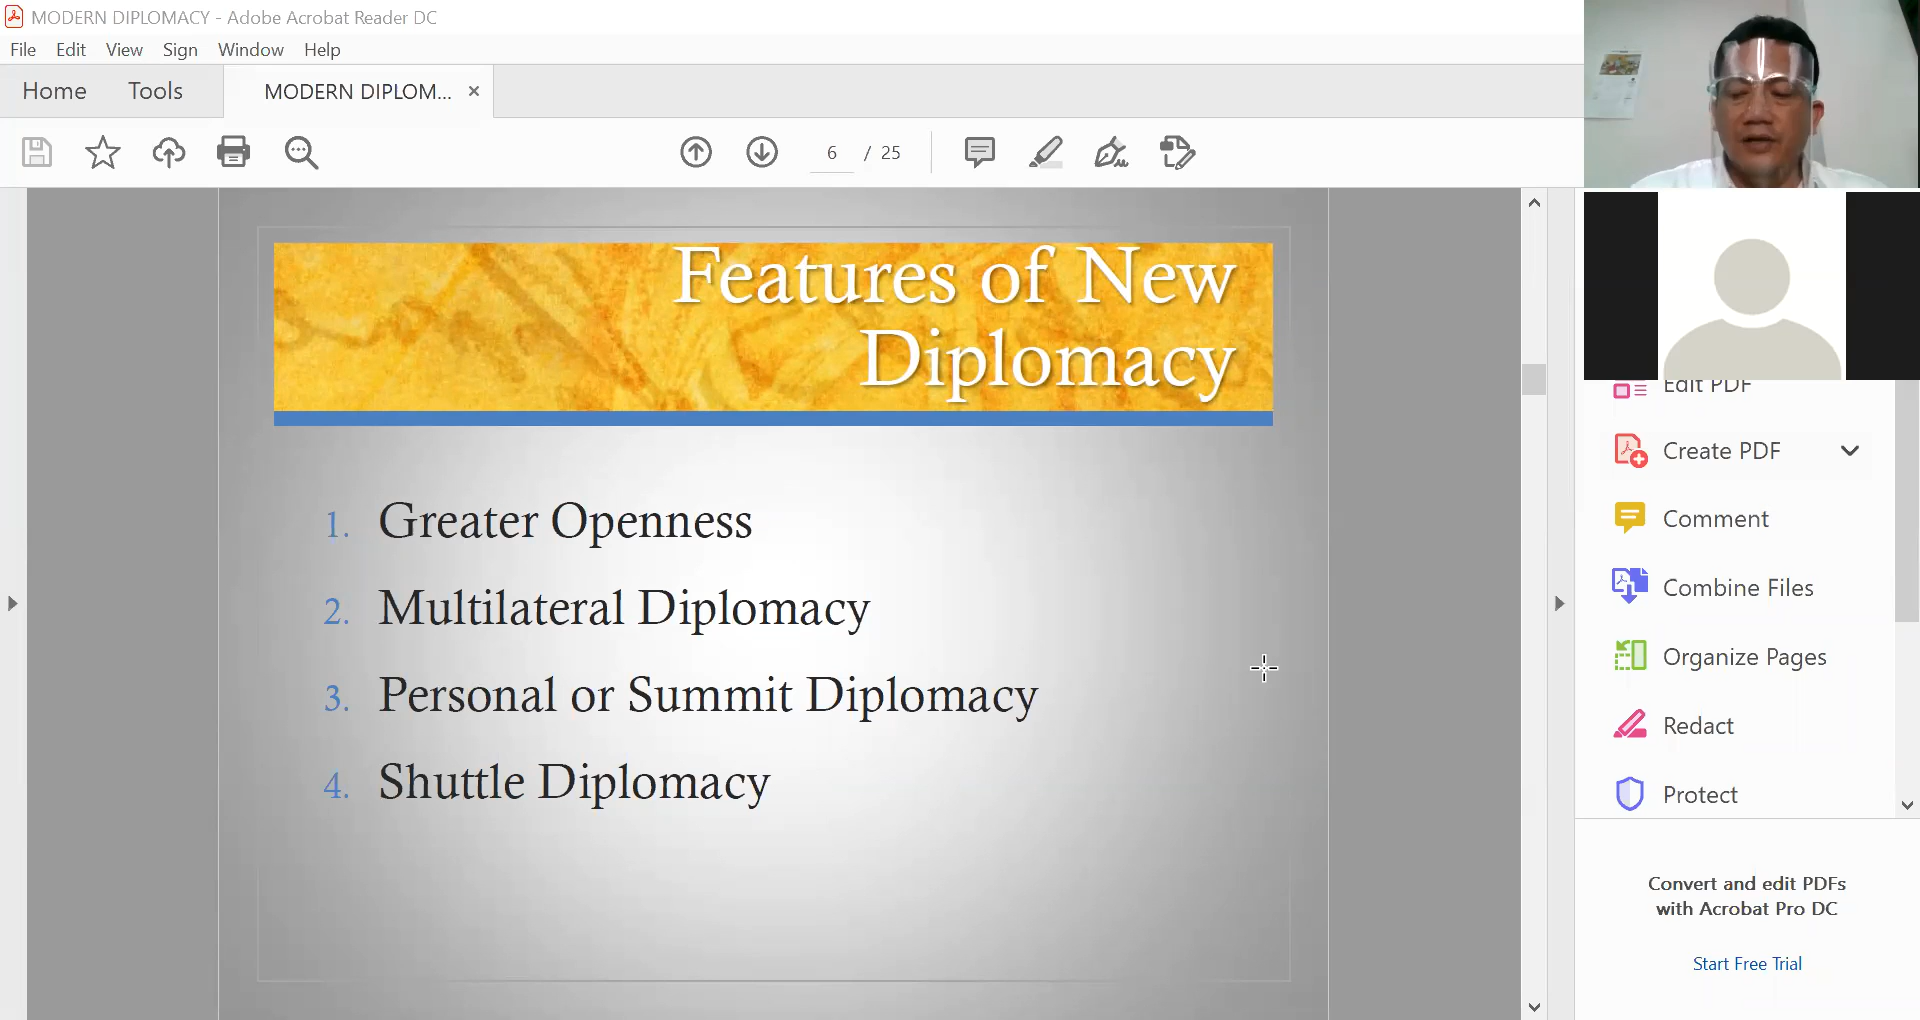 MODERN DIPLOMACY - Adobe Acrobat Reader DC
File Edit View Sign Window Help
Home Tools MODERN DIPLOM... ×
6 / 25
Features of New
Diplomacy
1. Greater Openness
2. Multilateral Diplomacy
3. Personal or Summit Diplomacy
4. Shuttle Diplomacy
Edit PDF
Create PDF
Comment
Combine Files
Organize Pages
Redact
Protect
Convert and edit PDFs
with Acrobat Pro DC
Start Free Trial